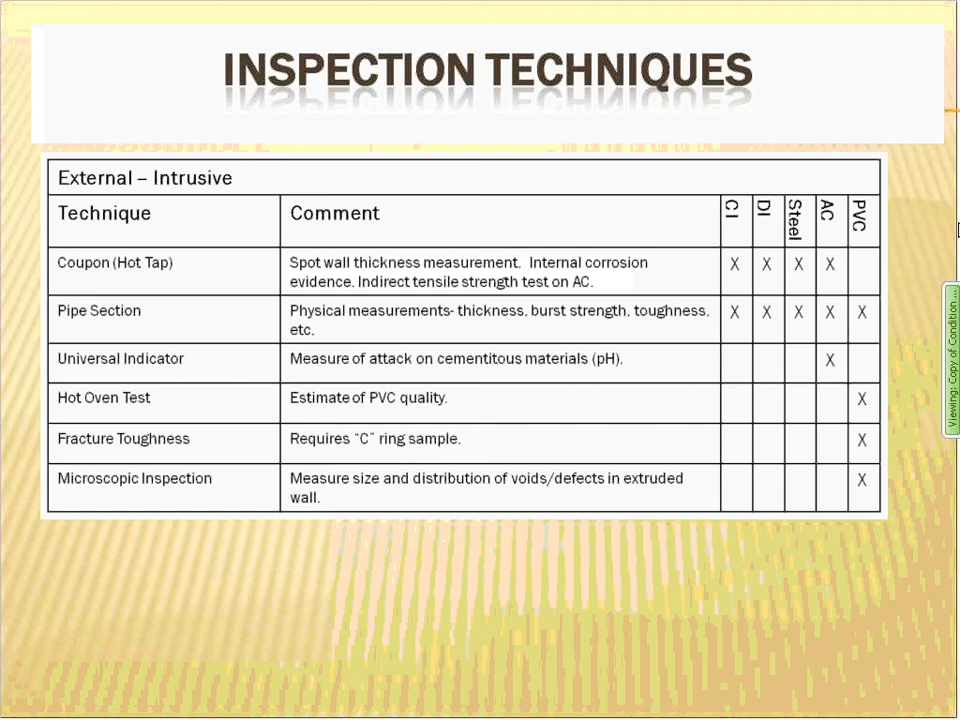 INSPECTION TECHNIQUES
External – Intrusive
Technique Comment CI DI Steel AC PVC
Coupon (Hot Tap) Spot wall thickness measurement. Internal corrosion X X X X
evidence. Indirect tensile strength test on AC.
Pipe Section Physical measurements- thickness, burst strength, toughness, X X X X X
etc.
Universal Indicator Measure of attack on cementitous materials (pH). X
Hot Oven Test Estimate of PVC quality. X
Fracture Toughness Requires “C” ring sample. X
Microscopic Inspection Measure size and distribution of voids/defects in extruded X
wall.
Viewing: Copy of Condition ...